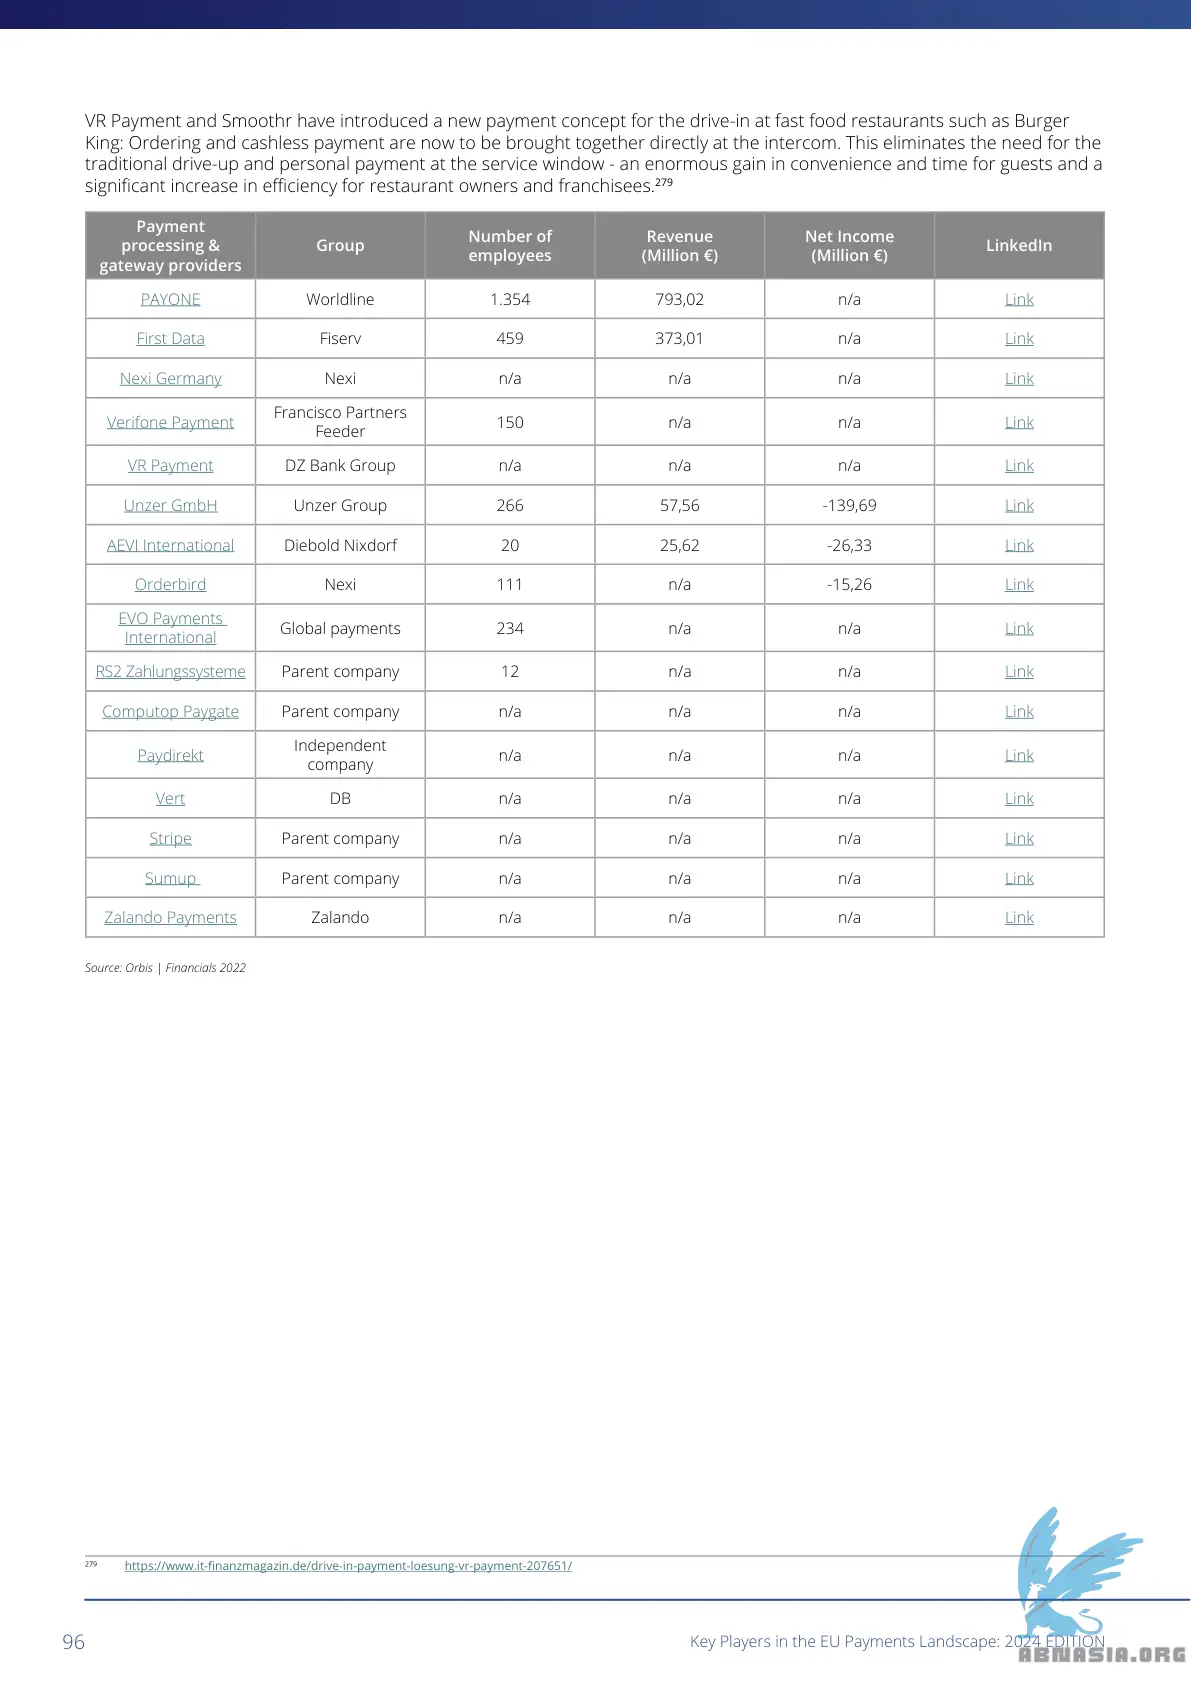 VR Payment and Smoothr have introduced a new payment concept for the drive-in at fast food restaurants such as Burger
King: Ordering and cashless payment are now to be brought together directly at the intercom. This eliminates the need for the
traditional drive-up and personal payment at the service window - an enormous gain in convenience and time for guests and a
significant increase in efficiency for restaurant owners and franchisees.279
Payment processing & gateway providers Group Number of employees Revenue (Million €) Net Income (Million €) LinkedIn
PAYONE Worldline 1.354 793,02 n/a Link
First Data Fiserv 459 373,01 n/a Link
Nexi Germany Nexi n/a n/a n/a Link
Verifone Payment Francisco Partners Feeder 150 n/a n/a Link
VR Payment DZ Bank Group n/a n/a n/a Link
Unzer GmbH Unzer Group 266 57,56 -139,69 Link
AEVI International Diebold Nixdorf 20 25,62 -26,33 Link
Orderbird Nexi 111 n/a -15,26 Link
EVO Payments International Global payments 234 n/a n/a Link
RS2 Zahlungssysteme Parent company 12 n/a n/a Link
Computop Paygate Parent company n/a n/a n/a Link
Paydirekt Independent company n/a n/a n/a Link
Vert DB n/a n/a n/a Link
Stripe Parent company n/a n/a n/a Link
Sumup Parent company n/a n/a n/a Link
Zalando Payments Zalando n/a n/a n/a Link
Source: Orbis | Financials 2022
279 https://www.it-finanzmagazin.de/drive-in-payment-loesung-vr-payment-207651/
96 Key Players in the EU Payments Landscape: 2024 EDITION
ABNASIA.ORG